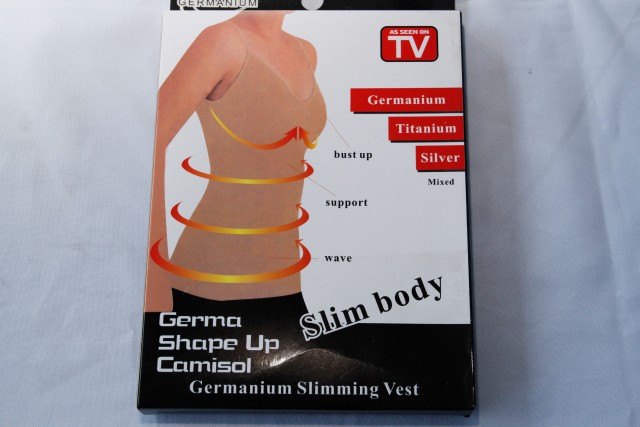 GERMANIUM
AS SEEN ON
TV
Germanium
Titanium
Silver
Mixed
bust up
support
wave
Slim body
Germa
Shape Up
Camisol
Germanium Slimming Vest